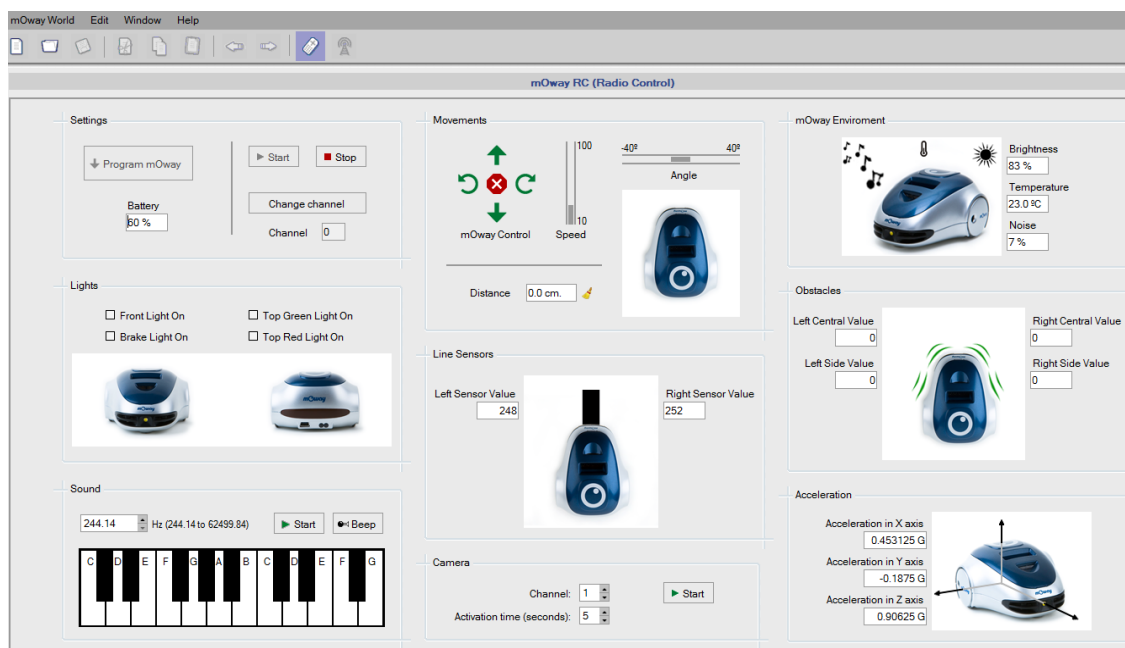 mOway World Edit Window Help
mOway RC (Radio Control)
Settings
Program mOway
Start
Stop
Battery
60 %
Change channel
Channel 0
Lights
Front Light On
Top Green Light On
Brake Light On
Top Red Light On
mOway
mOway
Sound
244.14 Hz (244.14 to 62499.84)
Start
Beep
C D E F G A B C D E F G
Movements
100
10
mOway Control
Speed
-40º
40º
Angle
Distance 0.0 cm.
Line Sensors
Left Sensor Value
248
Right Sensor Value
252
Camera
Channel: 1
Start
Activation time (seconds): 5
mOway Enviroment
Brightness
83 %
Temperature
23.0 ºC
Noise
7 %
Obstacles
Left Central Value
0
Right Central Value
0
Left Side Value
0
Right Side Value
0
Acceleration
Acceleration in X axis
0.453125 G
Acceleration in Y axis
-0.1875 G
Acceleration in Z axis
0.90625 G
mOway